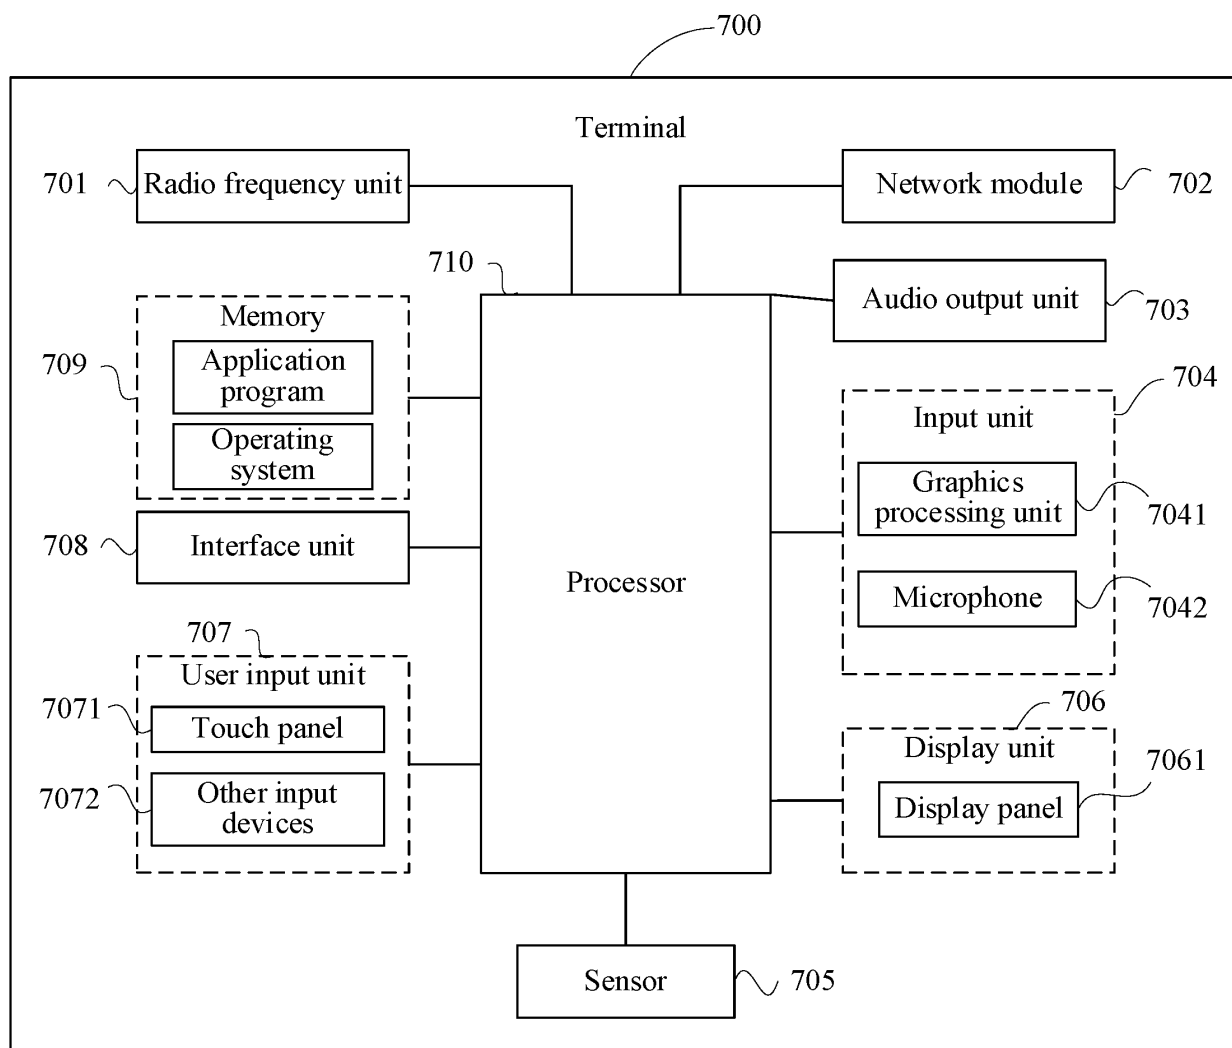 700
Terminal
701
Radio frequency unit
Network module
702
710
Audio output unit
703
Memory
709
Application
program
Operating
system
704
Input unit
Graphics
processing unit
7041
Microphone
7042
708
Interface unit
Processor
707
User input unit
7071
Touch panel
7072
Other input
devices
706
Display unit
7061
Display panel
Sensor
705